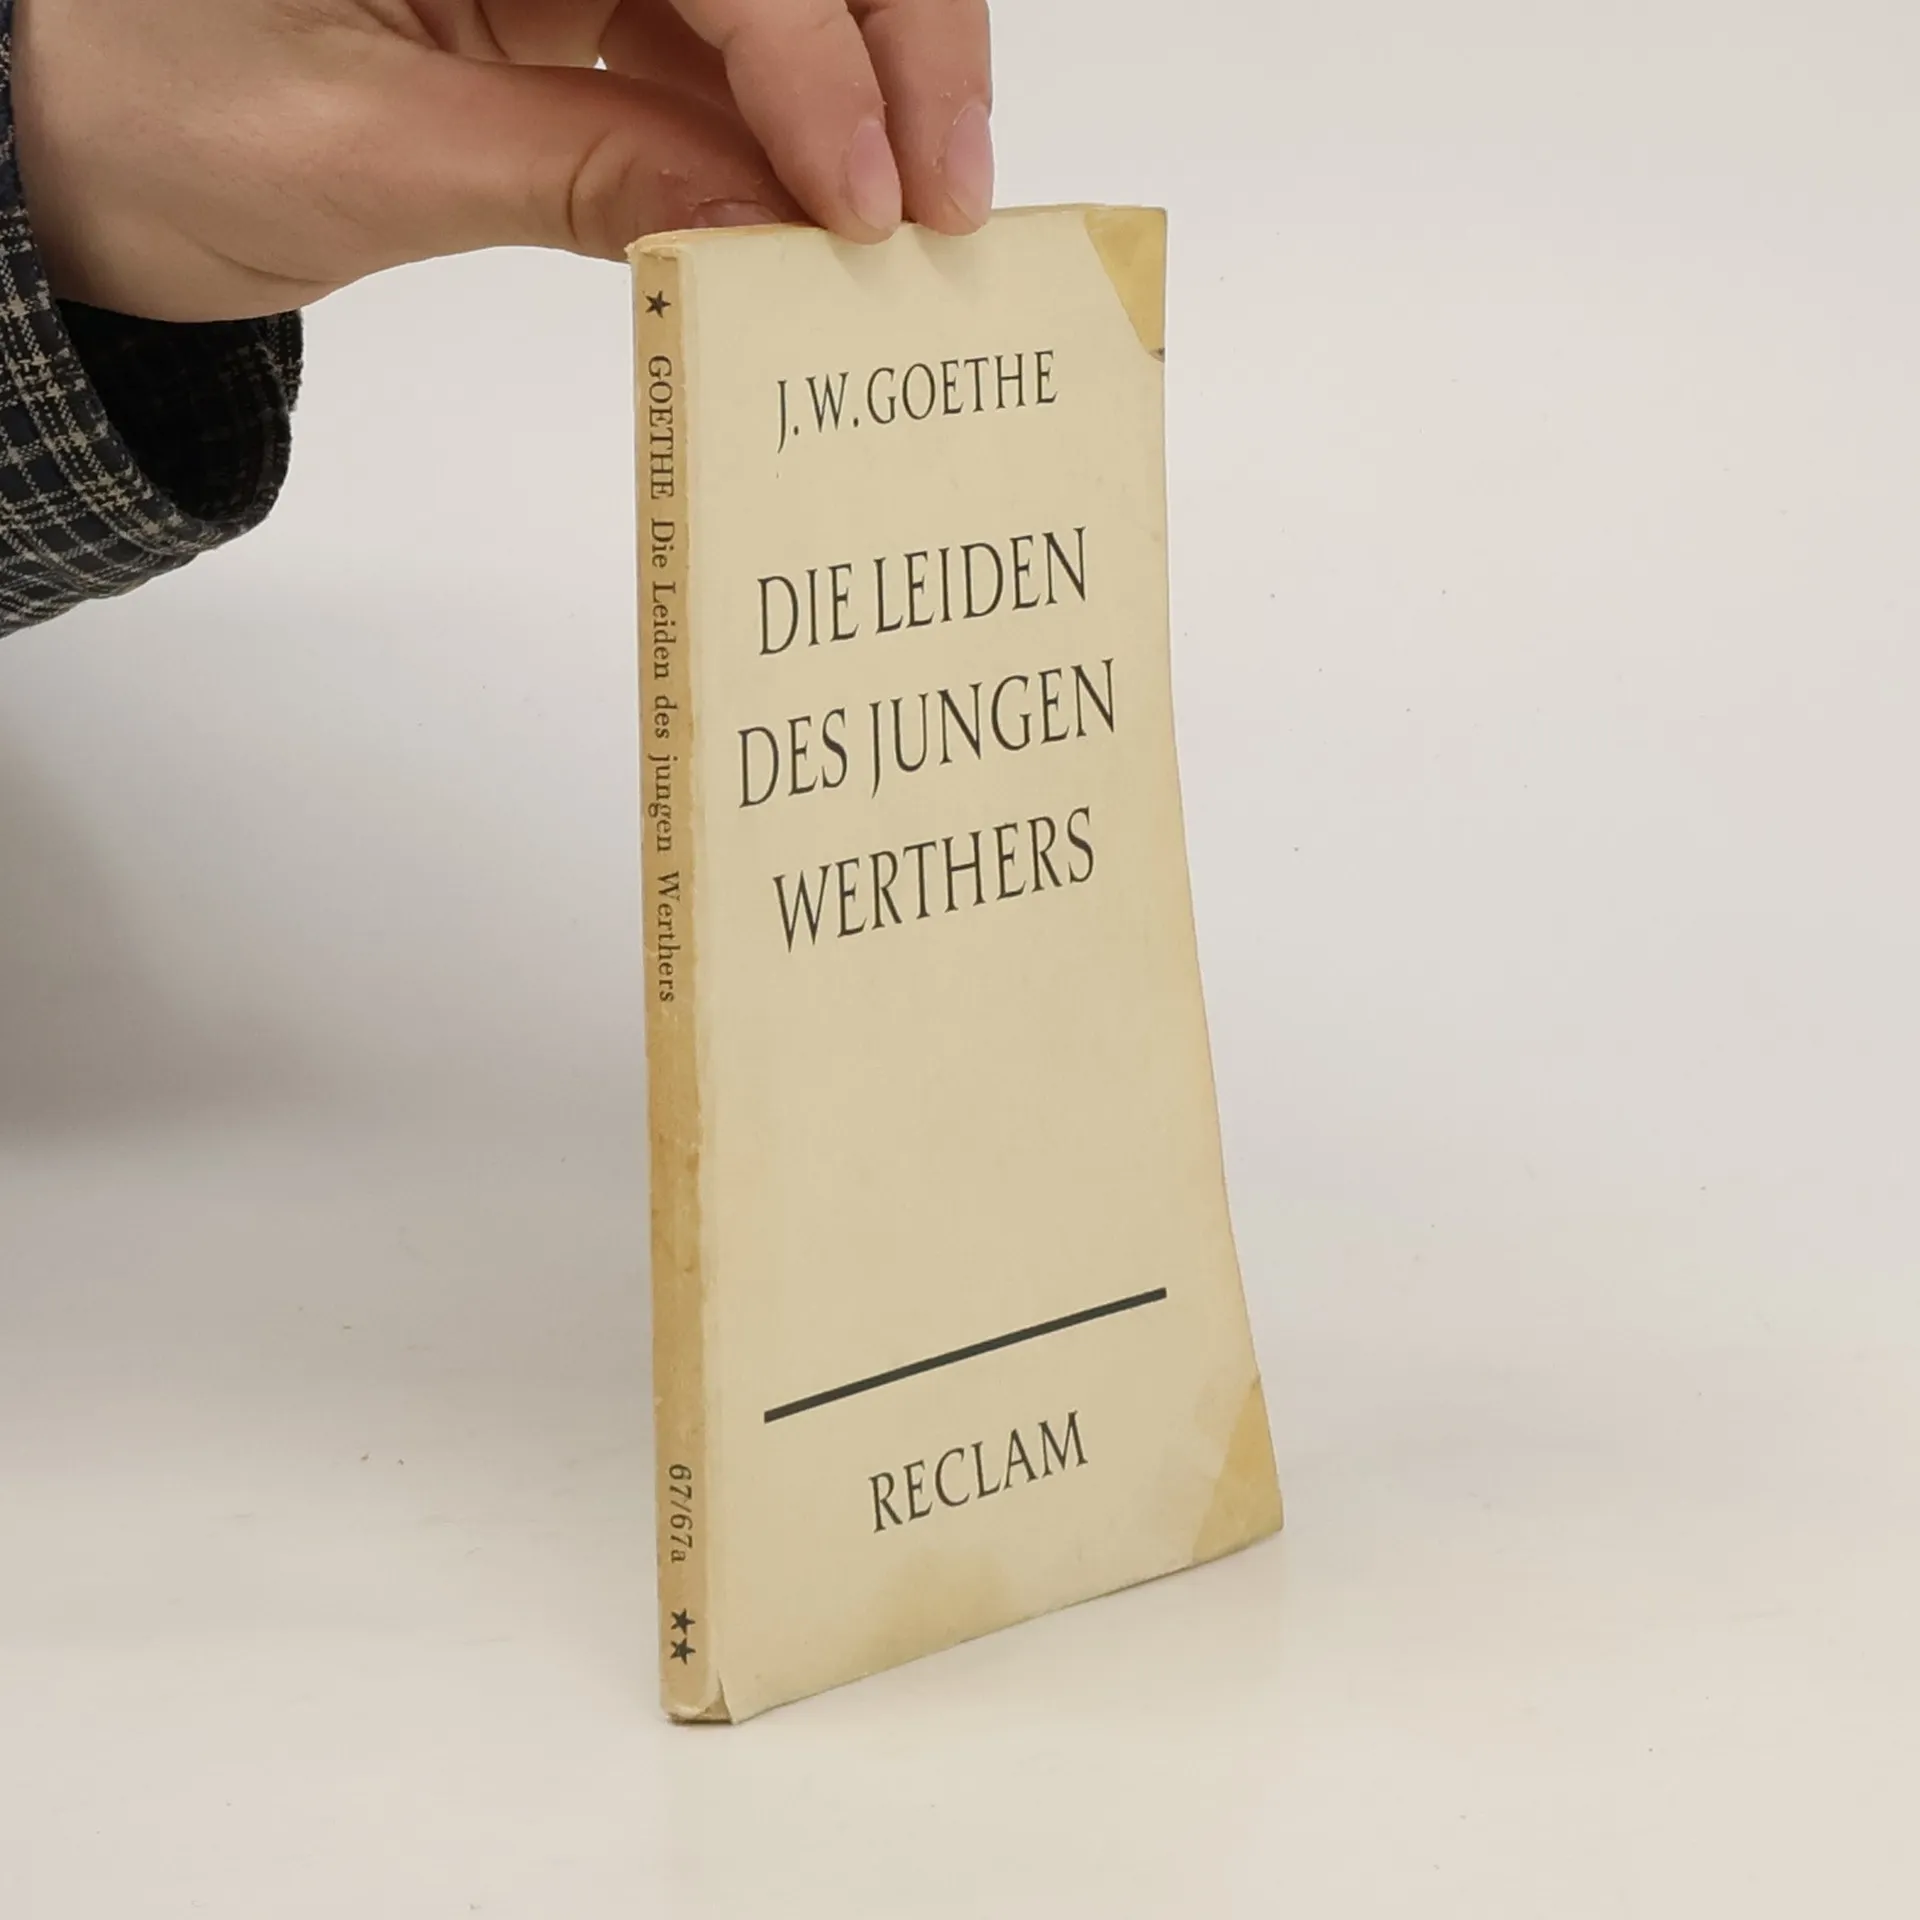 J. W. GOETHE
DIE LEIDEN
DES JUNGEN
WERTHERS
RECLAM
★ GOETHE Die Leiden des jungen Werthers 67/67a ★★